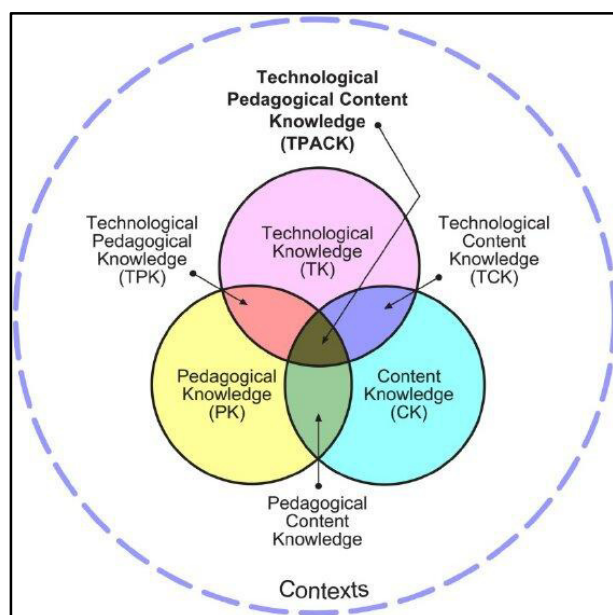 Technological
Pedagogical Content
Knowledge
(TPACK)
Technological
Pedagogical
Knowledge
(TPK)
Technological
Knowledge
(TK)
Technological
Content
Knowledge
(TCK)
Pedagogical
Knowledge
(PK)
Content
Knowledge
(CK)
Pedagogical
Content
Knowledge
Contexts